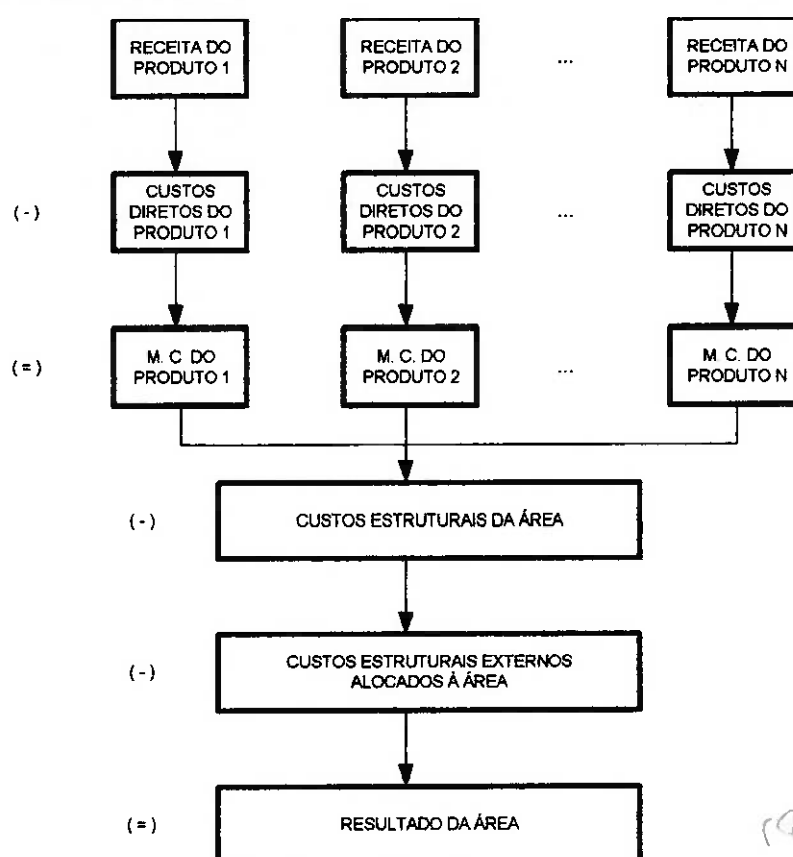 RECEITA DO
PRODUTO 1
RECEITA DO
PRODUTO 2
...
RECEITA DO
PRODUTO N
(-)
CUSTOS
DIRETOS DO
PRODUTO 1
CUSTOS
DIRETOS DO
PRODUTO 2
...
CUSTOS
DIRETOS DO
PRODUTO N
(=)
M. C. DO
PRODUTO 1
M. C. DO
PRODUTO 2
...
M. C. DO
PRODUTO N
(-)
CUSTOS ESTRUTURAIS DA ÁREA
(-)
CUSTOS ESTRUTURAIS EXTERNOS
ALOCADOS À ÁREA
(=)
RESULTADO DA ÁREA